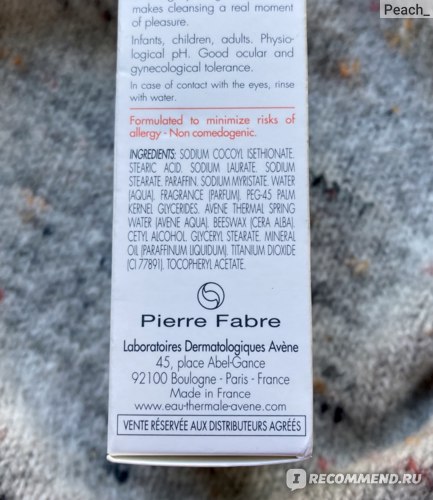 Peach_
makes cleansing a real moment
of pleasure.
Infants, children, adults. Physio-
logical pH. Good ocular and
gynecological tolerance.
In case of contact with the eyes, rinse
with water.
Formulated to minimize risks of
allergy - Non comedogenic.
INGREDIENTS: SODIUM COCOYL ISETHIONATE.
STEARIC ACID. SODIUM LAURATE. SODIUM
STEARATE. PARAFFIN. SODIUM MYRISTATE. WATER
(AQUA). FRAGRANCE (PARFUM). PEG-45 PALM
KERNEL GLYCERIDES. AVENE THERMAL SPRING
WATER (AVENE AQUA). BEESWAX (CERA ALBA).
CETYL ALCOHOL. GLYCERYL STEARATE. MINERAL
OIL (PARAFFINUM LIQUIDUM). TITANIUM DIOXIDE
(CI 77891). TOCOPHERYL ACETATE.
Pierre Fabre
Laboratoires Dermatologiques Avène
45, place Abel-Gance
92100 Boulogne - Paris - France
Made in France
www.eau-thermale-avene.com
VENTE RÉSERVÉE AUX DISTRIBUTEURS AGRÉÉS
I RECOMMEND.RU